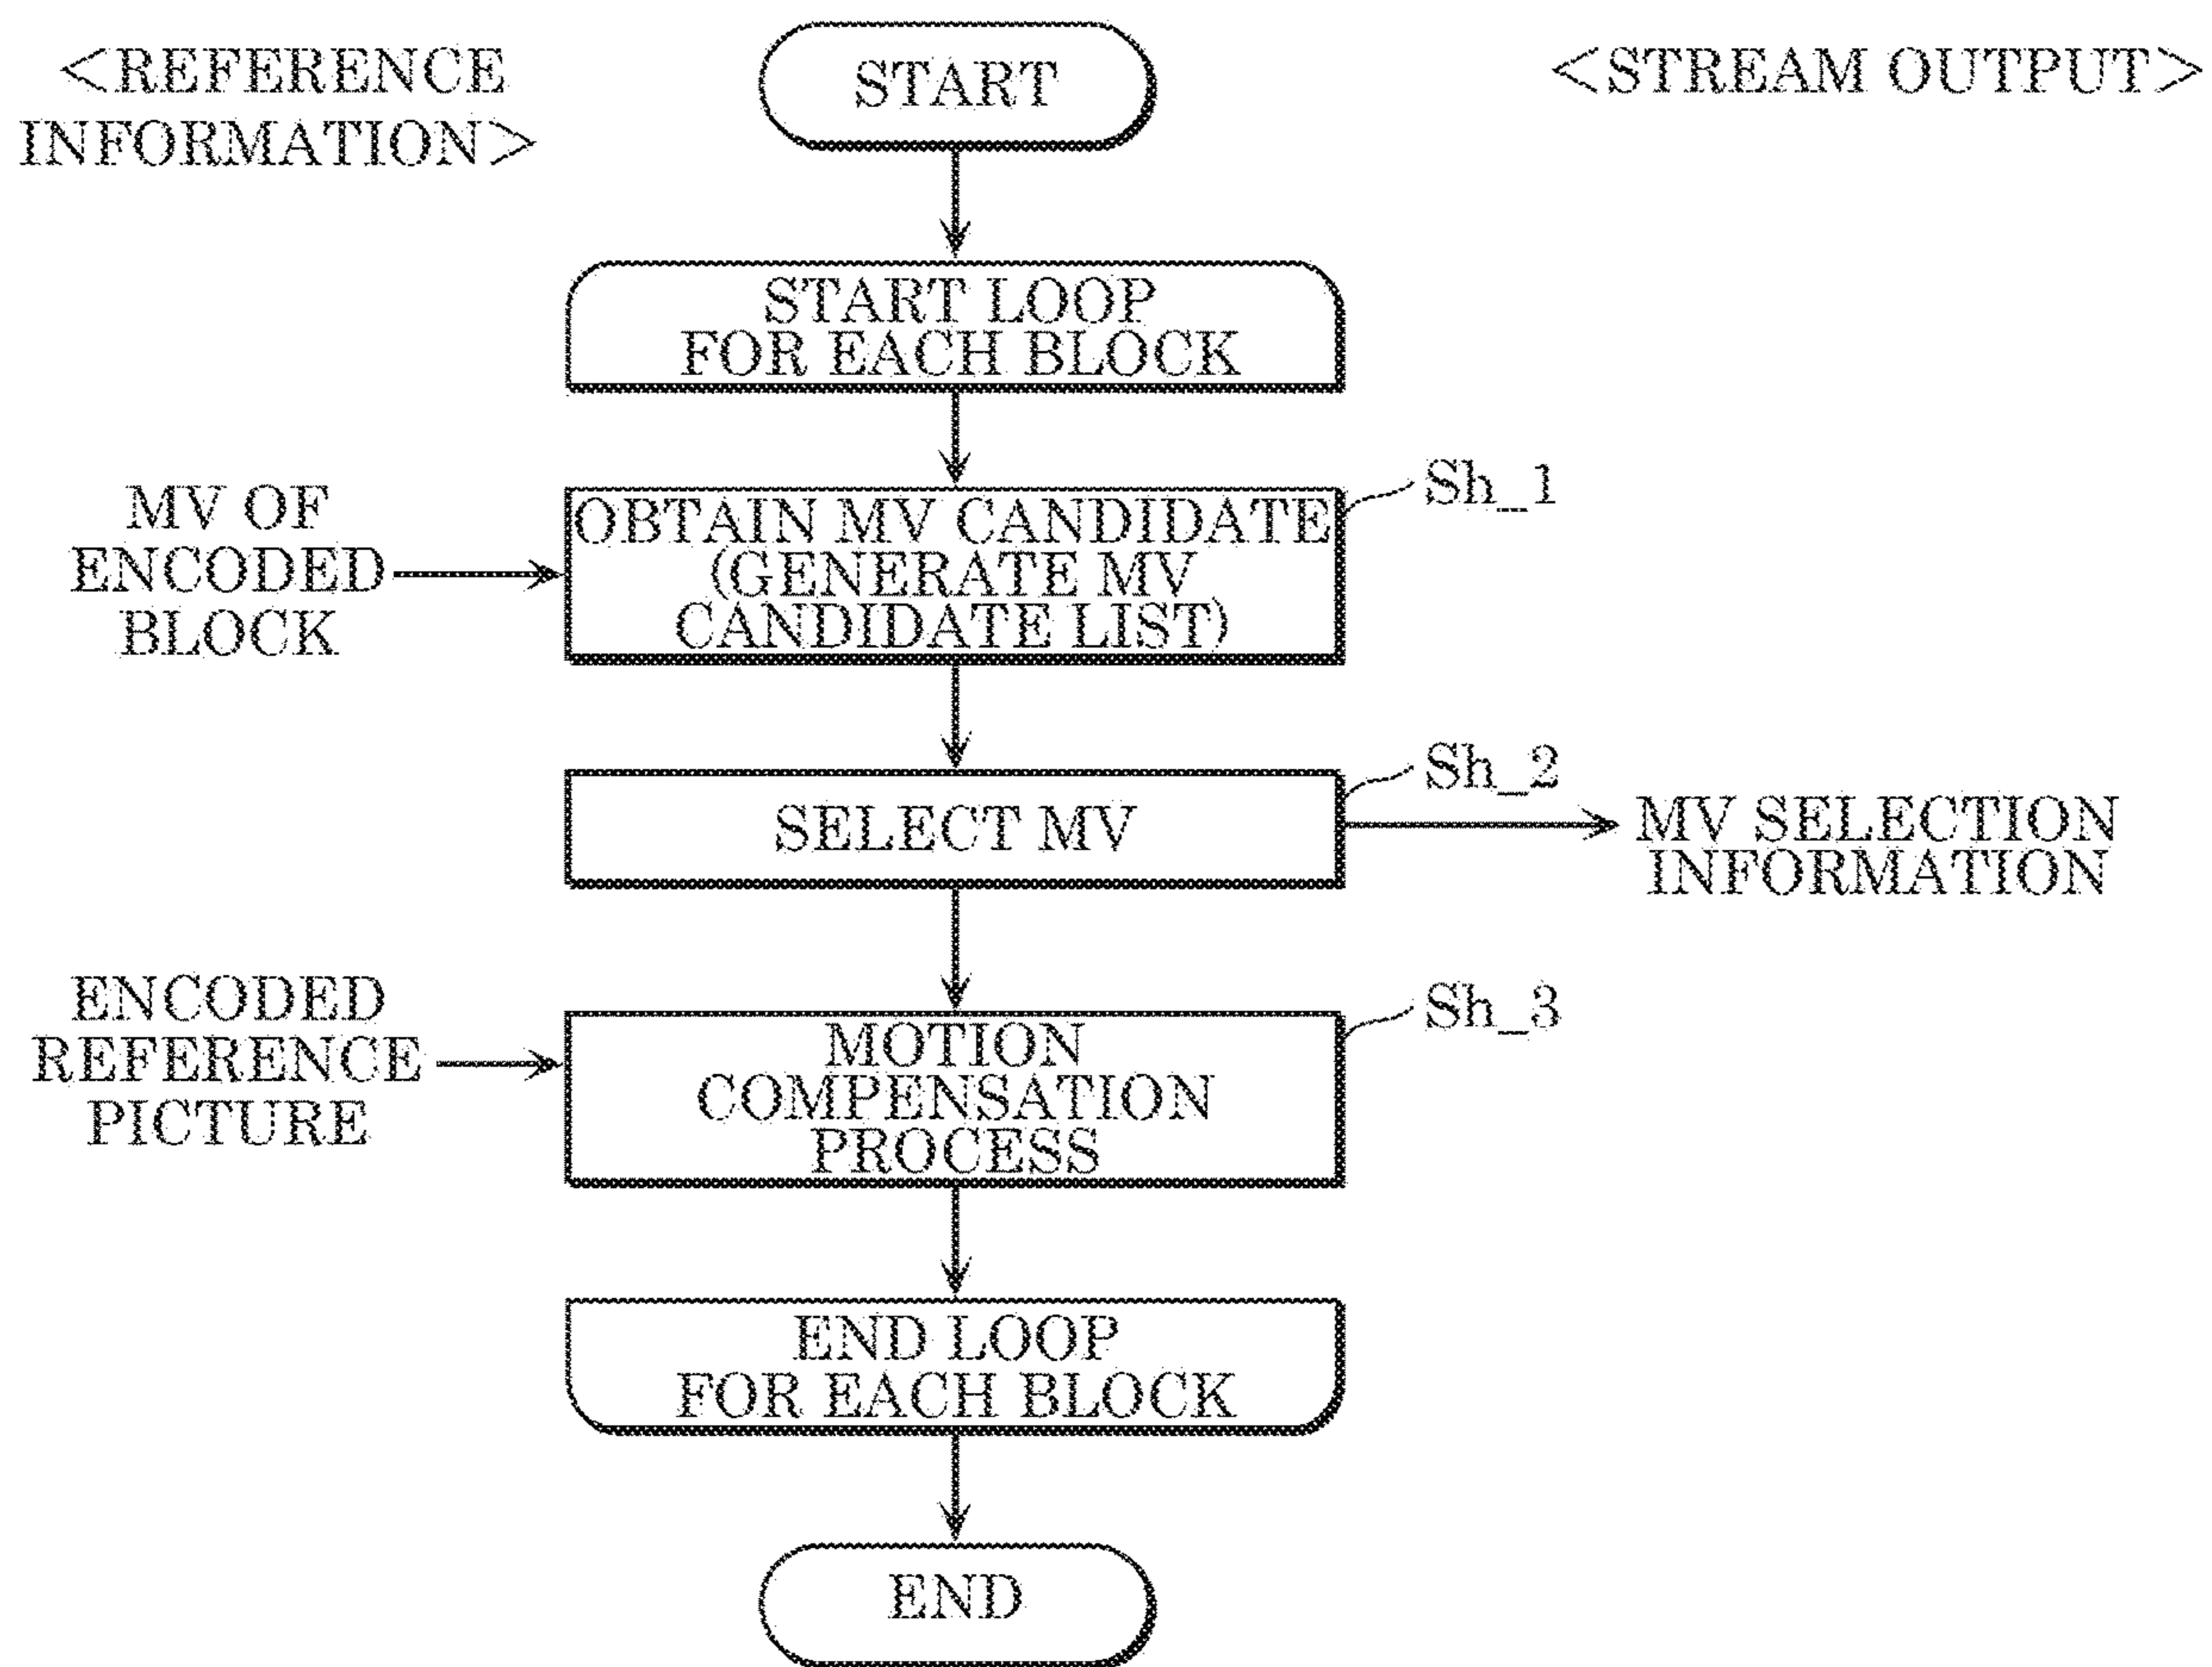 <REFERENCE
INFORMATION>
START
<STREAM OUTPUT>
START LOOP
FOR EACH BLOCK
MV OF
ENCODED
BLOCK
OBTAIN MV CANDIDATE
(GENERATE MV
CANDIDATE LIST)
Sh_1
SELECT MV
Sh_2
MV SELECTION
INFORMATION
ENCODED
REFERENCE
PICTURE
MOTION
COMPENSATION
PROCESS
Sh_3
END LOOP
FOR EACH BLOCK
END